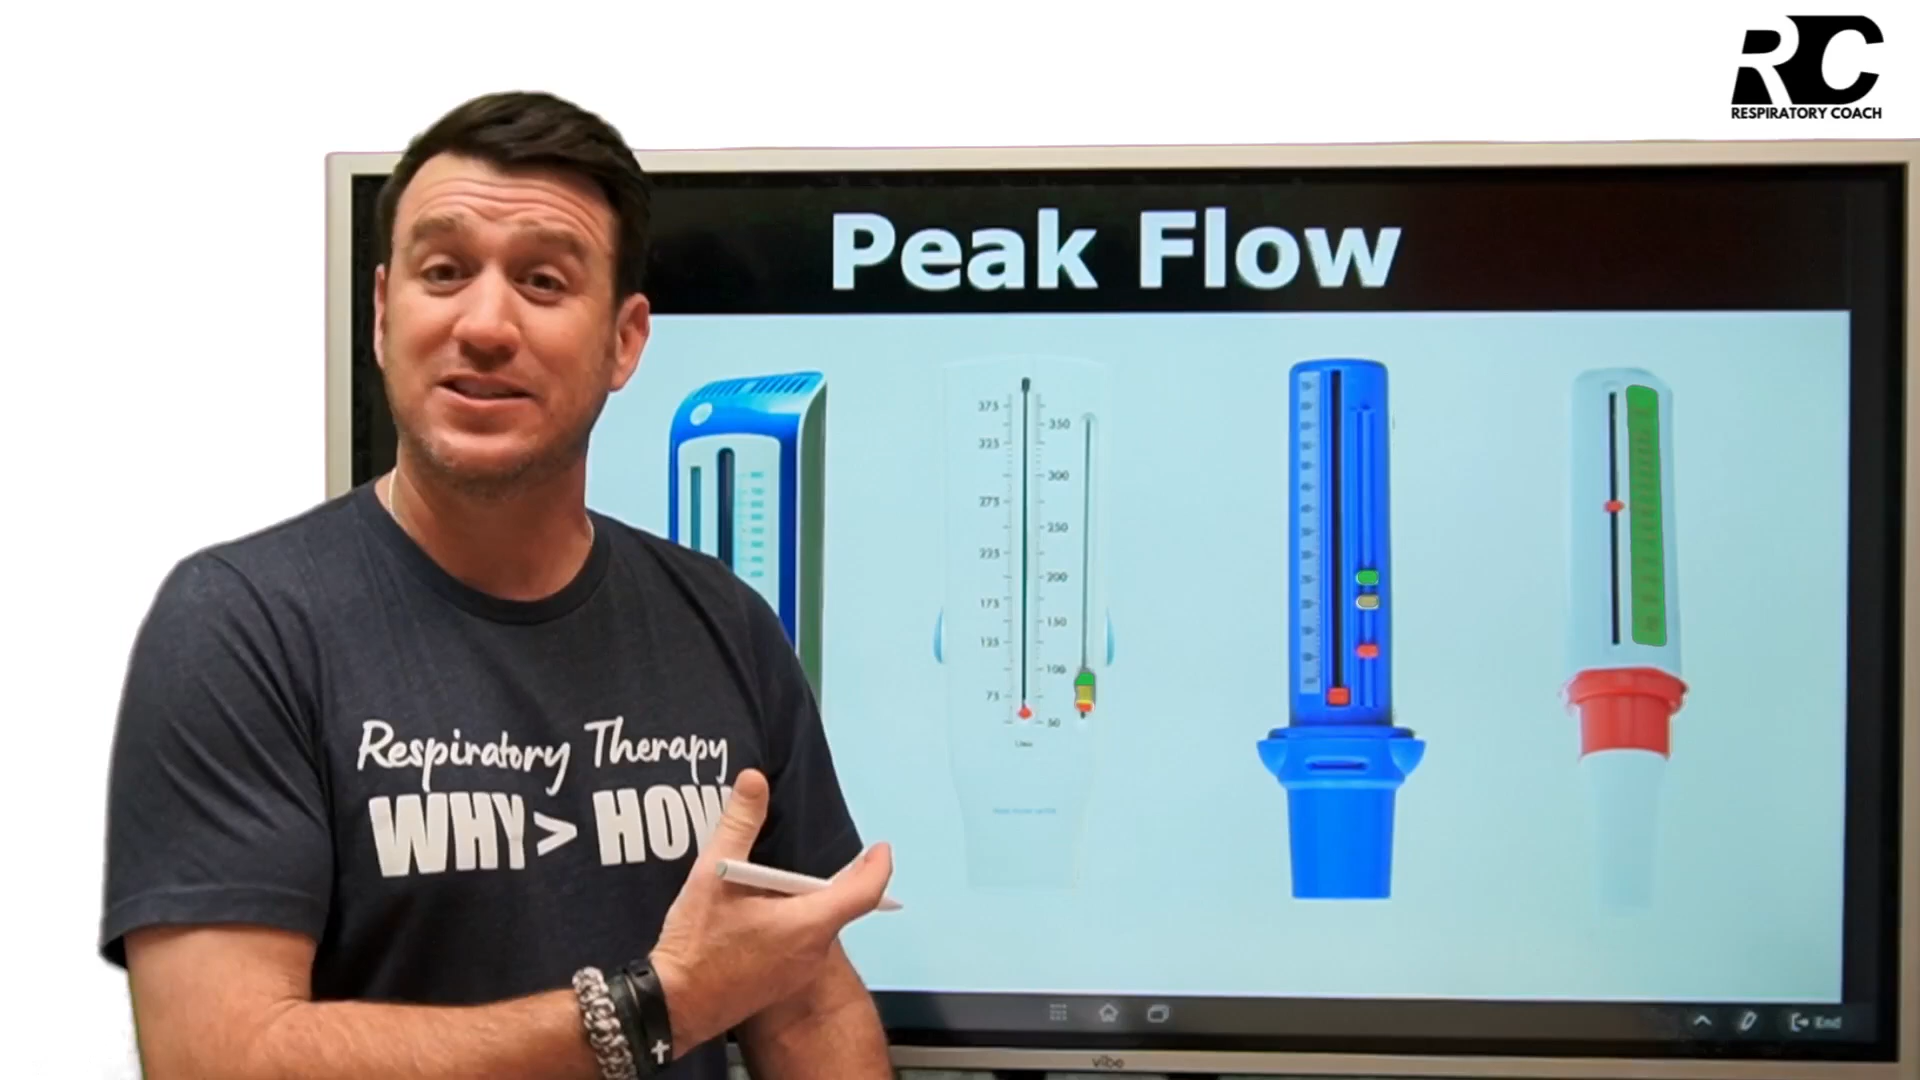 RC
RESPIRATORY COACH
Peak Flow
375
350
325
300
275
250
225
200
175
150
125
100
75
50
Respiratory Therapy
WHY > HOW
End
vibe